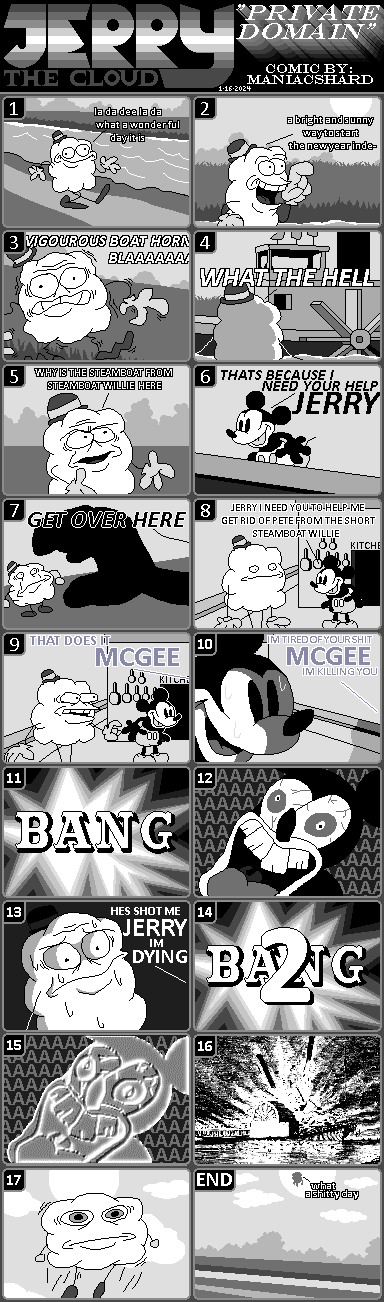 JERRY
THE CLOUD
"PRIVATE
DOMAIN"
COMIC BY:
MANIACSHARD
1-16-2024
1
la da dee la da
what a wonderful
day it is
2
a bright and sunny
way to start
the new year inde-
3
VIGOUROUS BOAT HORN
BLAAAAAAA
4
WHAT THE HELL
5
WHY IS THE STEAMBOAT FROM
STEAMBOAT WILLIE HERE
6
THATS BECAUSE I
NEED YOUR HELP
JERRY
7
GET OVER HERE
8
JERRY I NEED YOU TO HELP ME
GET RID OF PETE FROM THE SHORT
STEAMBOAT WILLIE
KITCHE
9
THAT DOES IT
MCGEE
KITCHE
10
IM TIRED OF YOUR SHIT
MCGEE
IM KILLING YOU
11
BANG
12
AAAAAAAA
13
HES SHOT ME
JERRY
IM
DYING
14
BANG
2
15
16
17
END
what
a shitty day